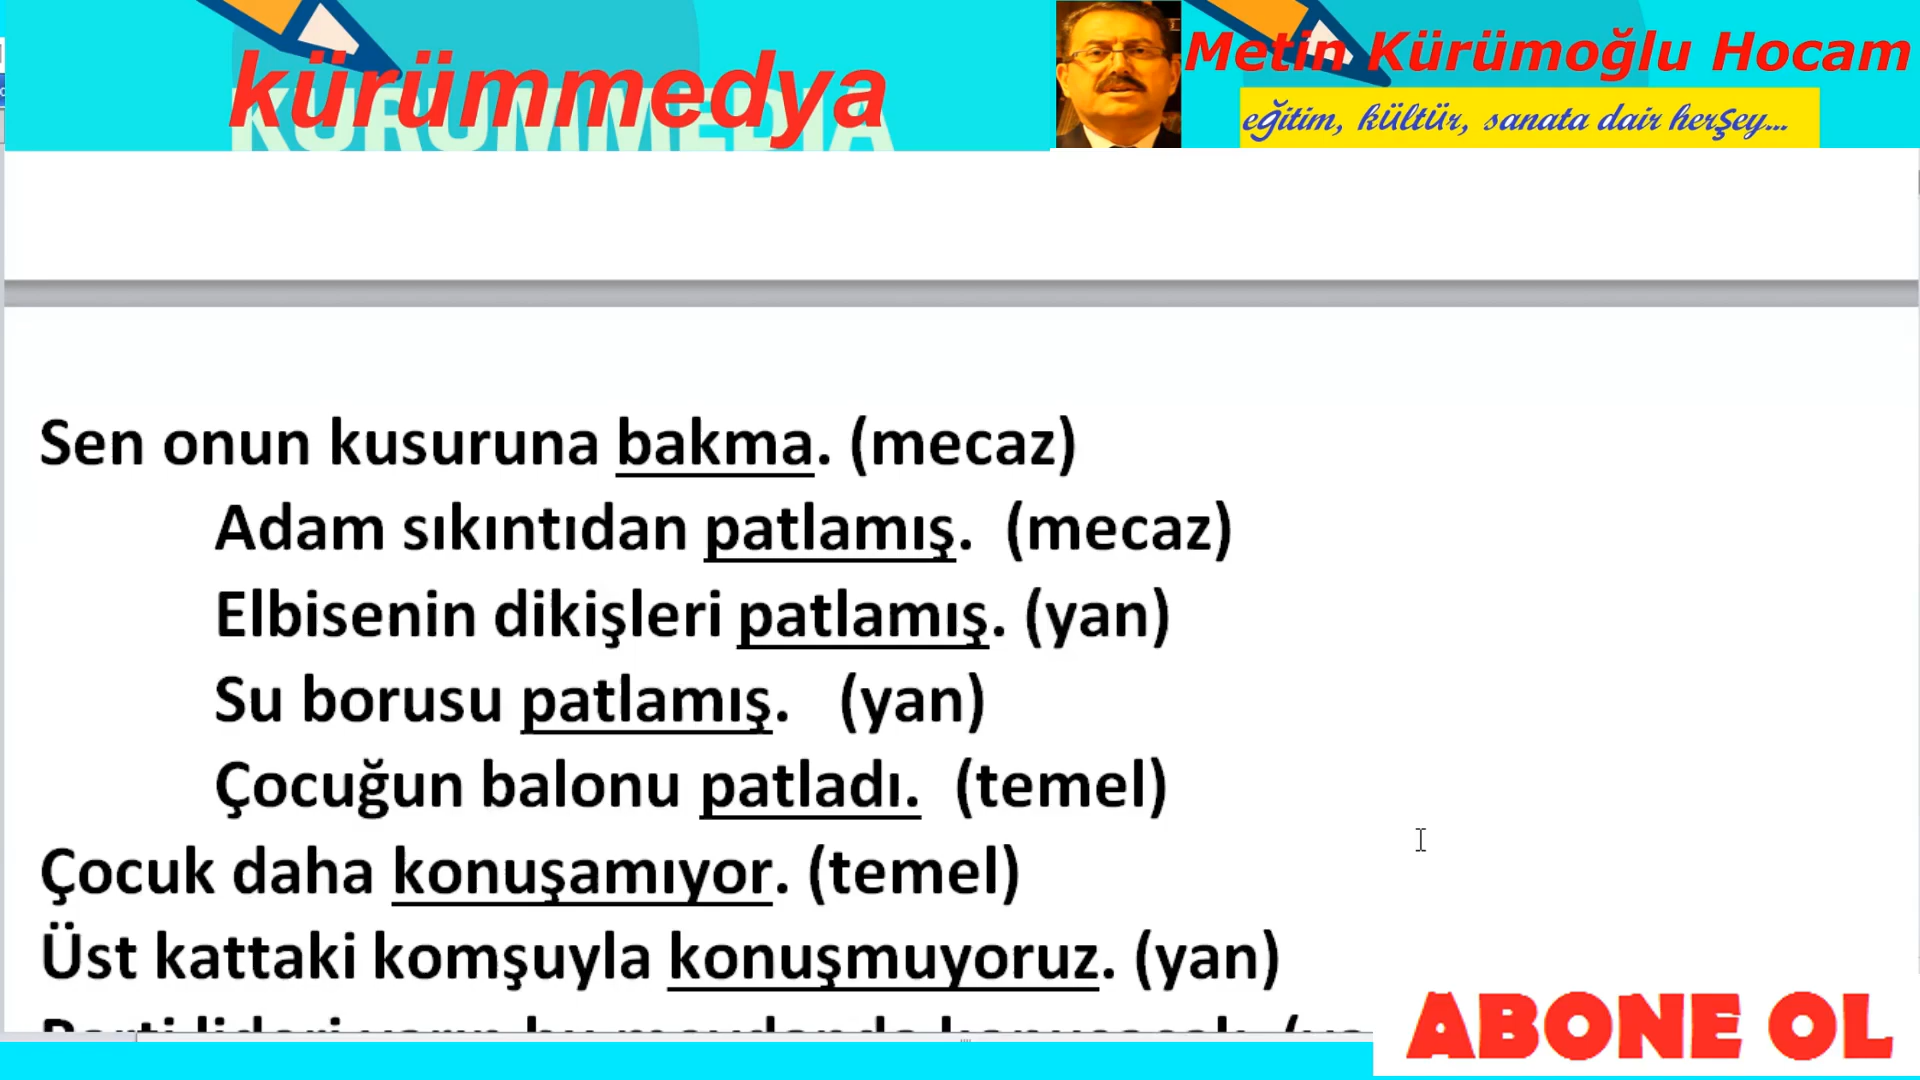 kürümmedya
KÜRÜMMEDIA
Metin Kürümoğlu Hocam
eğitim, kültür, sanata dair herşey...
Sen onun kusuruna bakma. (mecaz)
Adam sıkıntıdan patlamış. (mecaz)
Elbisenin dikişleri patlamış. (yan)
Su borusu patlamış. (yan)
Çocuğun balonu patladı. (temel)
Çocuk daha konuşamıyor. (temel)
Üst kattaki komşuyla konuşmuyoruz. (yan)
ABONE OL